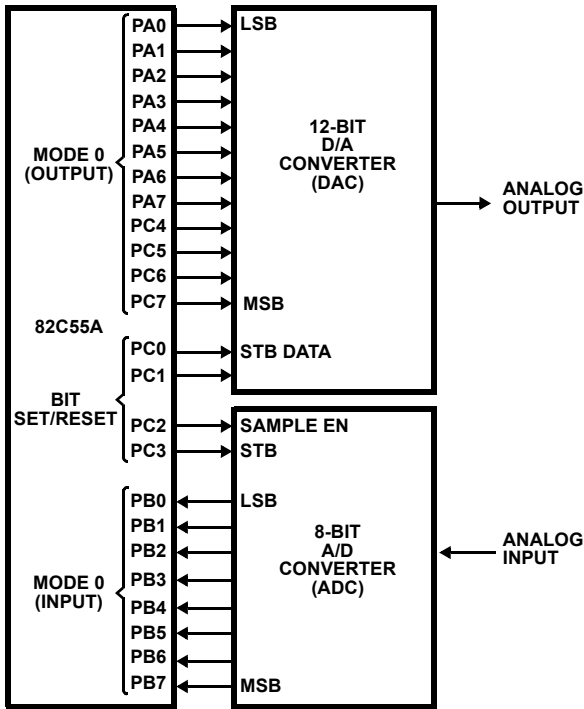 PA0
PA1
PA2
PA3
PA4
PA5
PA6
PA7
PC4
PC5
PC6
PC7
MODE 0
(OUTPUT)
82C55A
PC0
PC1
PC2
PC3
BIT
SET/RESET
PB0
PB1
PB2
PB3
PB4
PB5
PB6
PB7
MODE 0
(INPUT)
LSB
12-BIT
D/A
CONVERTER
(DAC)
MSB
STB DATA
ANALOG
OUTPUT
SAMPLE EN
STB
LSB
8-BIT
A/D
CONVERTER
(ADC)
MSB
ANALOG
INPUT